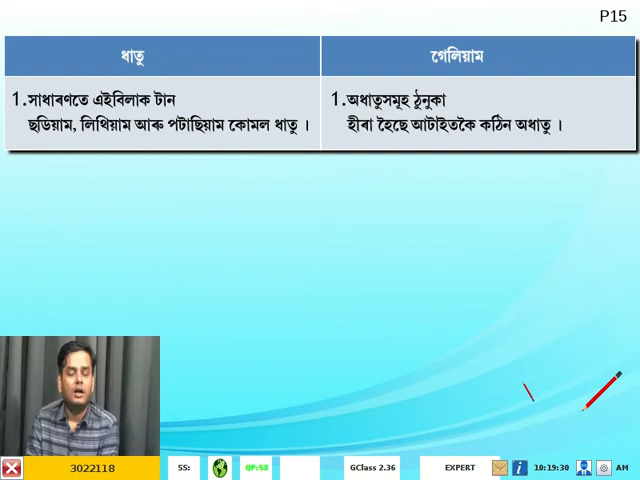 P15
ধাতু
গেলিয়াম
1.সাধাৰণতে এইবিলাক টান
ছডিয়াম, লিথিয়াম আৰু পটাছিয়াম কোমল ধাতু ।
1.অধাতুসমূহ ঠুনুকা
হীৰা হৈছে আটাইতকৈ কঠিন অধাতু ।
3022118
SS:
QP:58
GClass 2.36
EXPERT
10:19:30
AM